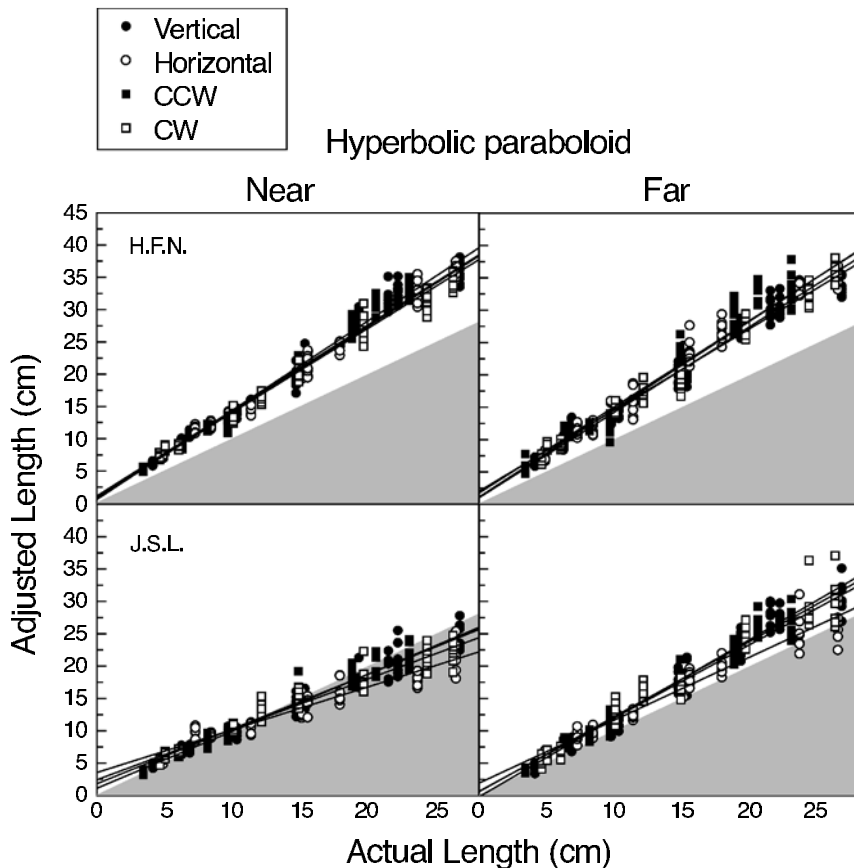 Vertical
Horizontal
CCW
CW
Hyperbolic paraboloid
Near Far
Adjusted Length (cm)
45
40
35
30
25
20
15
10
5
0
H.F.N.
40
35
30
25
20
15
10
5
0
J.S.L.
0 5 10 15 20 25 0 5 10 15 20 25
Actual Length (cm)